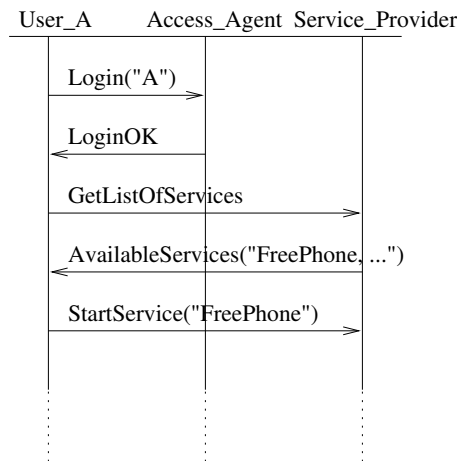 User_A Access_Agent Service_Provider
Login("A")
LoginOK
GetListOfServices
AvailableServices("FreePhone, ...")
StartService("FreePhone")